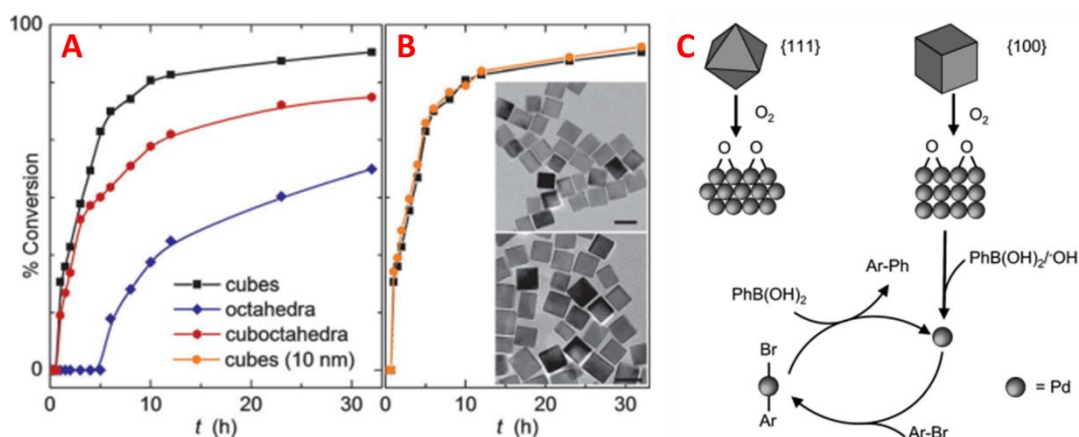 A
B
C
100
0
% Conversion
cubes
octahedra
cuboctahedra
cubes (10 nm)
0 10 20 30
t (h)
0 10 20 30
t (h)
{111}
{100}
O₂
O₂
O O
O O
PhB(OH)₂/⁻OH
Ar-Ph
PhB(OH)₂
Br
Ar
Ar-Br
= Pd